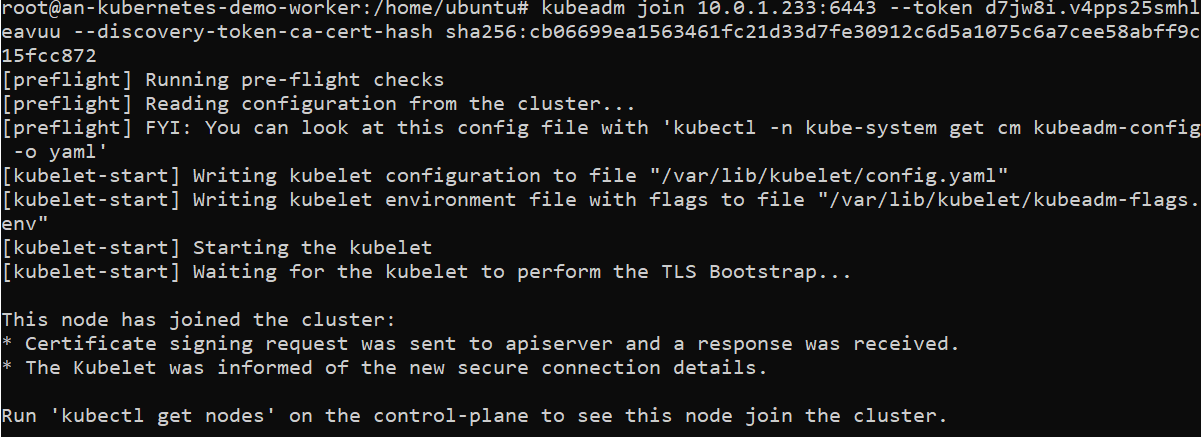 root@an-kubernetes-demo-worker:/home/ubuntu# kubeadm join 10.0.1.233:6443 --token d7jw8i.v4pps25smhl
eavuu --discovery-token-ca-cert-hash sha256:cb06699ea1563461fc21d33d7fe30912c6d5a1075c6a7cee58abff9c
15fcc872
[preflight] Running pre-flight checks
[preflight] Reading configuration from the cluster...
[preflight] FYI: You can look at this config file with 'kubectl -n kube-system get cm kubeadm-config
 -o yaml'
[kubelet-start] Writing kubelet configuration to file "/var/lib/kubelet/config.yaml"
[kubelet-start] Writing kubelet environment file with flags to file "/var/lib/kubelet/kubeadm-flags.
env"
[kubelet-start] Starting the kubelet
[kubelet-start] Waiting for the kubelet to perform the TLS Bootstrap...

This node has joined the cluster:
* Certificate signing request was sent to apiserver and a response was received.
* The Kubelet was informed of the new secure connection details.

Run 'kubectl get nodes' on the control-plane to see this node join the cluster.